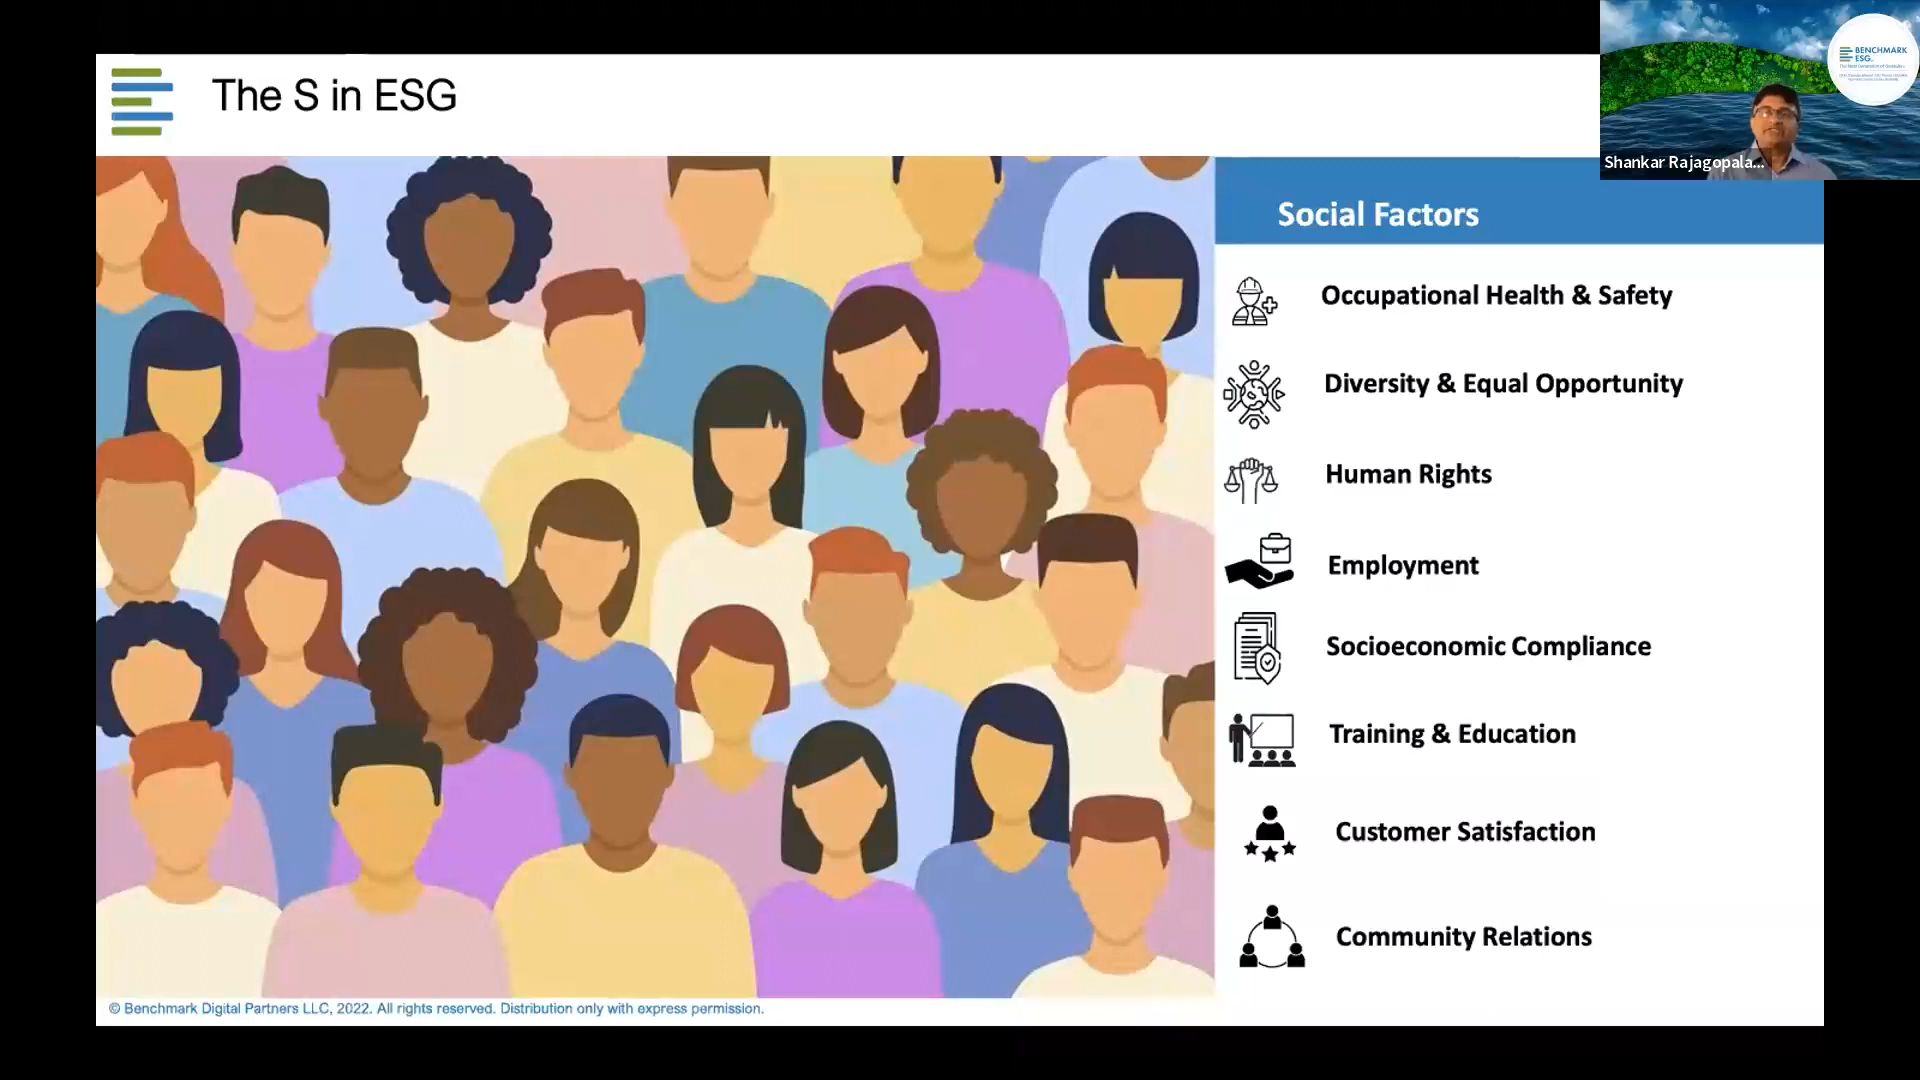 The S in ESG
BENCHMARK
ESG
Shankar Rajagopala...
Social Factors
Occupational Health & Safety
Diversity & Equal Opportunity
Human Rights
Employment
Socioeconomic Compliance
Training & Education
Customer Satisfaction
Community Relations
© Benchmark Digital Partners LLC, 2022. All rights reserved. Distribution only with express permission.